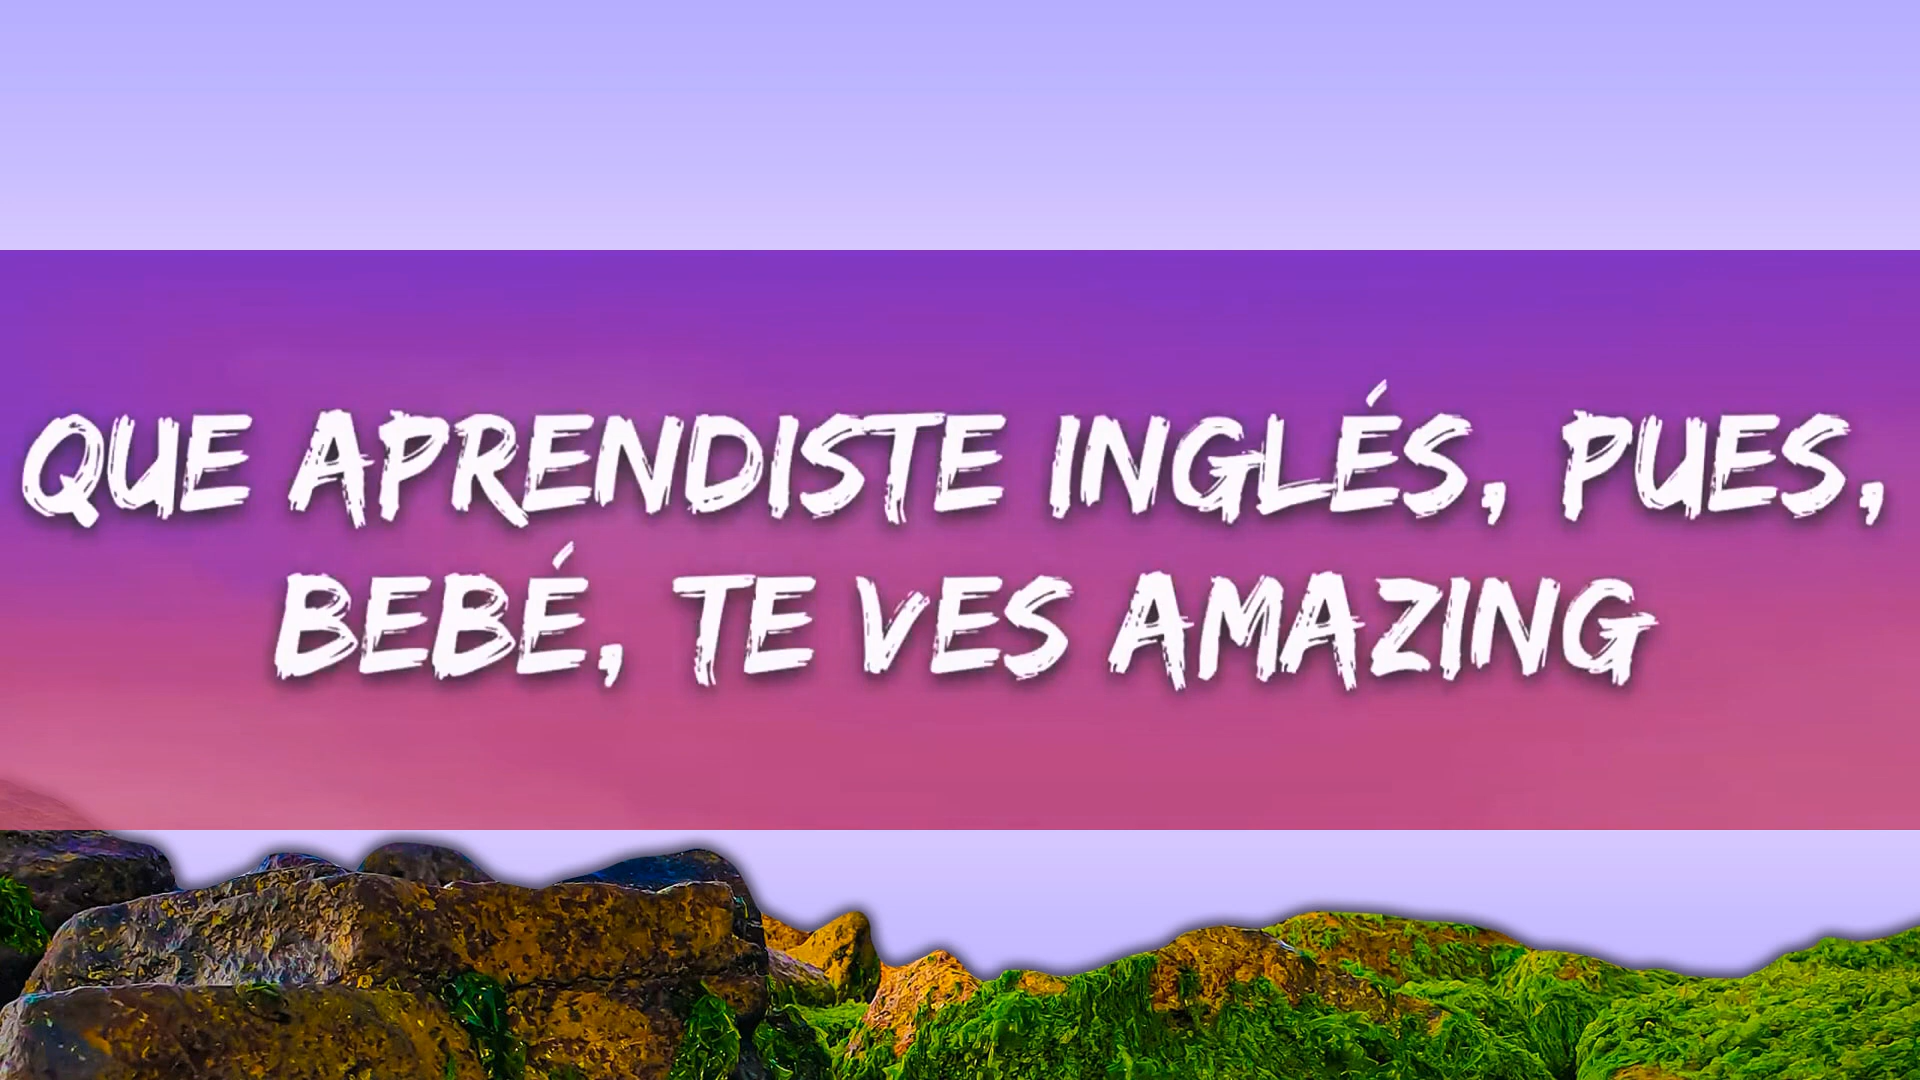 QUE APRENDISTE INGLÉS, PUES,
BEBÉ, TE VES AMAZING